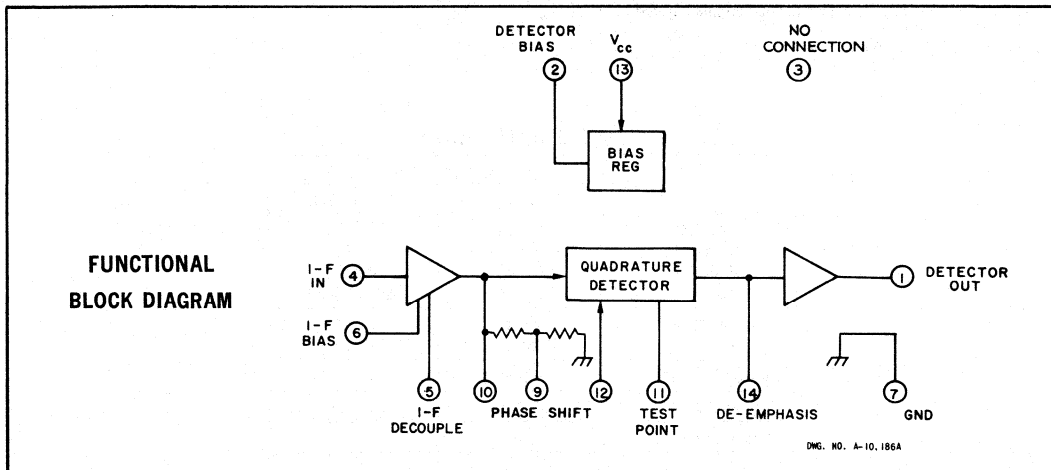 DETECTOR
BIAS
2
Vcc
13
NO
CONNECTION
3
BIAS
REG
FUNCTIONAL
BLOCK DIAGRAM
I-F
IN
4
I-F
BIAS
6
QUADRATURE
DETECTOR
1
DETECTOR
OUT
5
I-F
DECOUPLE
10
9
PHASE SHIFT
12
11
TEST
POINT
14
DE-EMPHASIS
7
GND
DWG. NO. A-10,186A